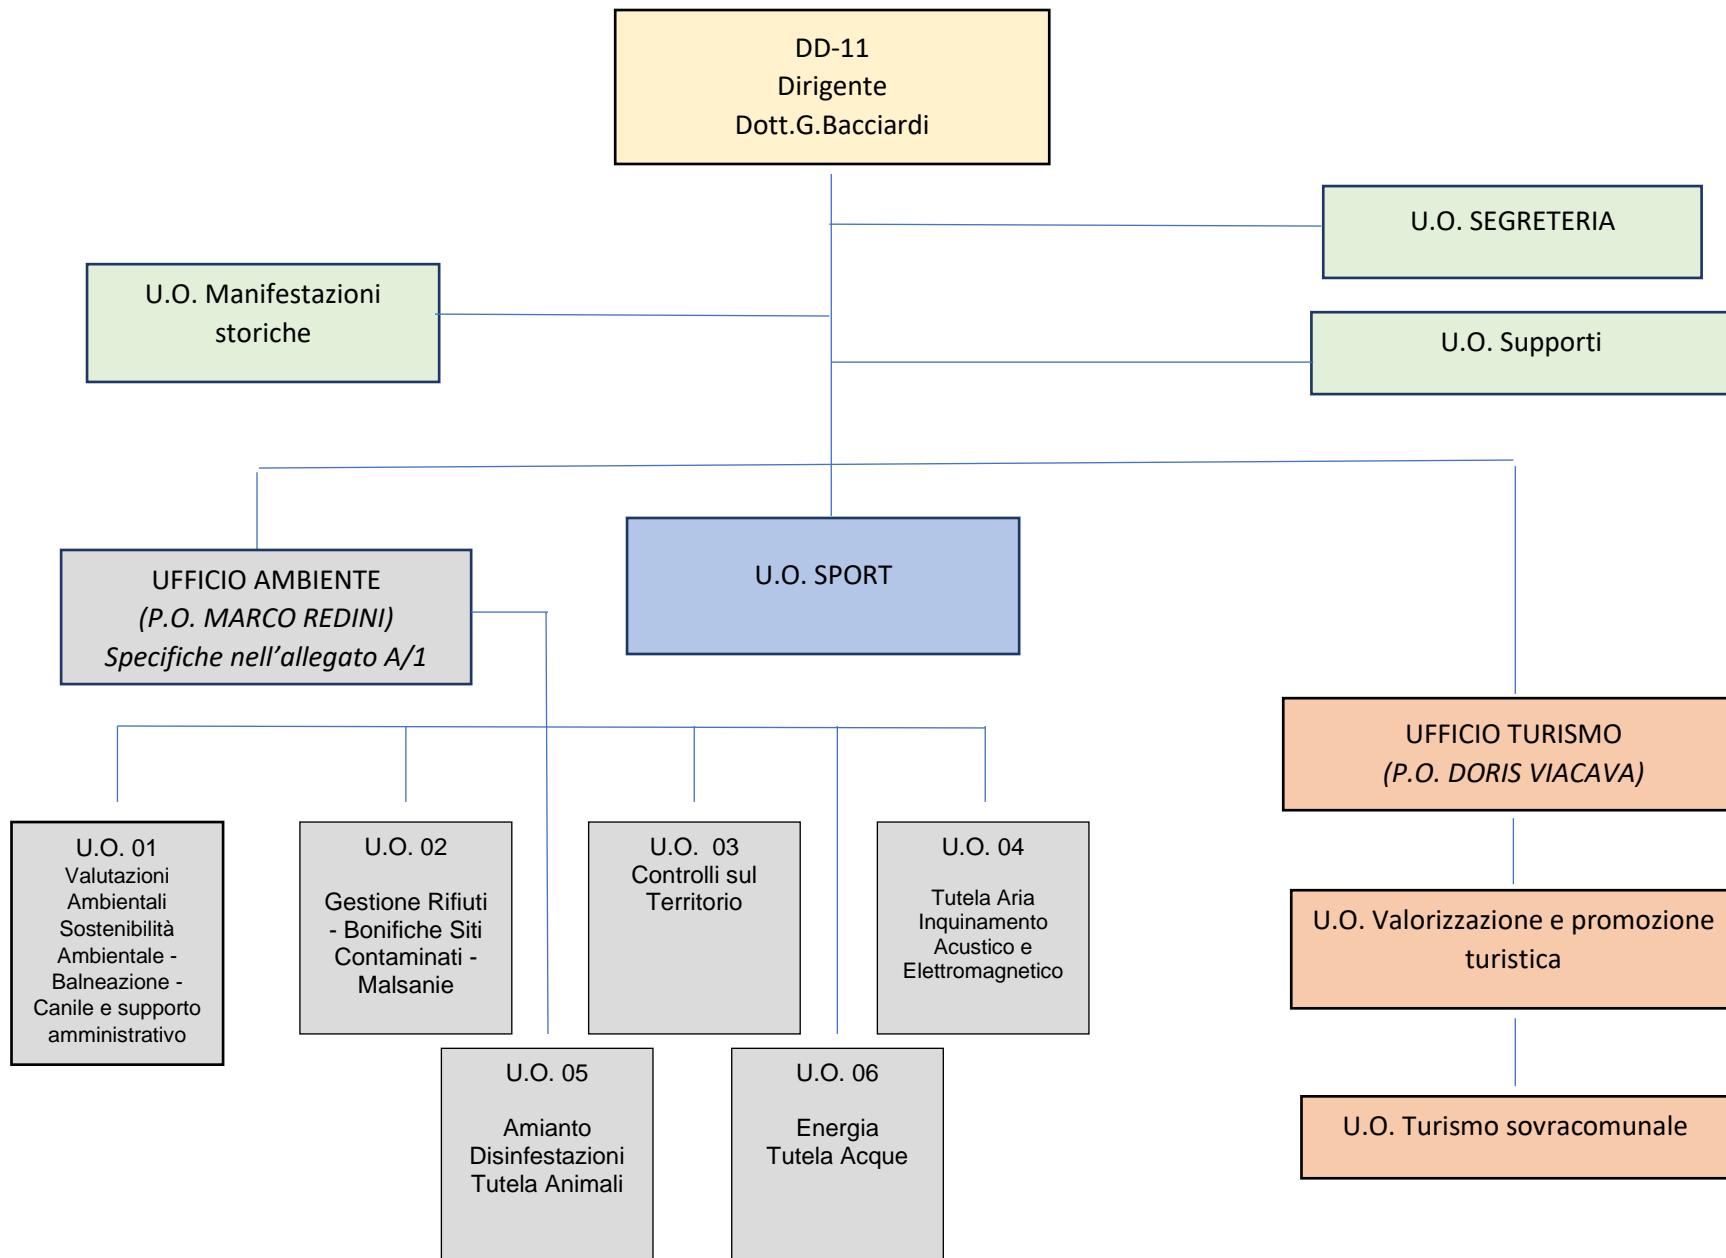 DD-11
Dirigente
Dott.G.Bacciardi
U.O. SEGRETERIA
U.O. Manifestazioni
storiche
U.O. Supporti
UFFICIO AMBIENTE
(P.O. MARCO REDINI)
Specifiche nell’allegato A/1
U.O. SPORT
UFFICIO TURISMO
(P.O. DORIS VIACAVA)
U.O. 01
Valutazioni
Ambientali
Sostenibilità
Ambientale -
Balneazione -
Canile e supporto
amministrativo
U.O. 02
Gestione Rifiuti
- Bonifiche Siti
Contaminati -
Malsanie
U.O. 03
Controlli sul
Territorio
U.O. 04
Tutela Aria
Inquinamento
Acustico e
Elettromagnetico
U.O. Valorizzazione e promozione
turistica
U.O. 05
Amianto
Disinfestazioni
Tutela Animali
U.O. 06
Energia
Tutela Acque
U.O. Turismo sovracomunale